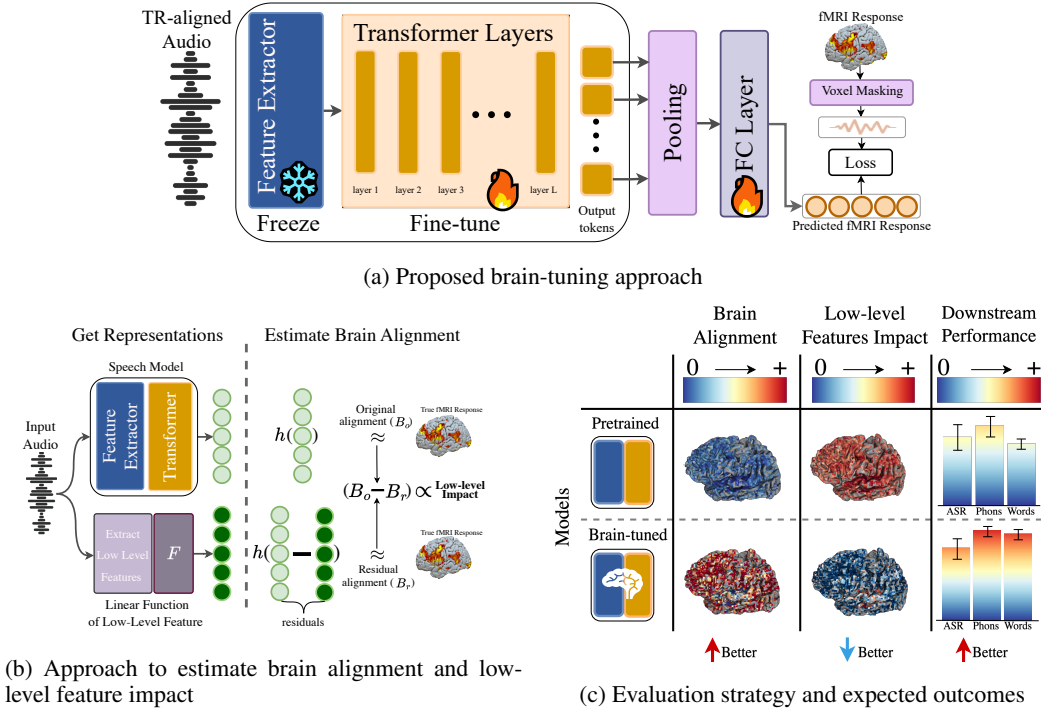 TR-aligned
Audio
Feature Extractor
Freeze
Transformer Layers
layer 1
layer 2
layer 3
layer L
Fine-tune
Output
tokens
Pooling
FC Layer
fMRI Response
Voxel Masking
Loss
Predicted fMRI Response
(a) Proposed brain-tuning approach
Get Representations
Speech Model
Input
Audio
Feature
Extractor
Transformer
Extract
Low Level
Features
F
Linear Function
of Low-Level Feature
Estimate Brain Alignment
h( )
Original
alignment (Bₒ)
≈
True fMRI Response
(Bₒ − Bᵣ) ∝ Low-level
Impact
h( − )
Residual
alignment (Bᵣ)
≈
True fMRI Response
residuals
(b) Approach to estimate brain alignment and low-
level feature impact
Brain
Alignment
Low-level
Features Impact
Downstream
Performance
0 +
0 +
0 +
Models
Pretrained
ASR Phons Words
Brain-tuned
ASR Phons Words
Better
Better
Better
(c) Evaluation strategy and expected outcomes